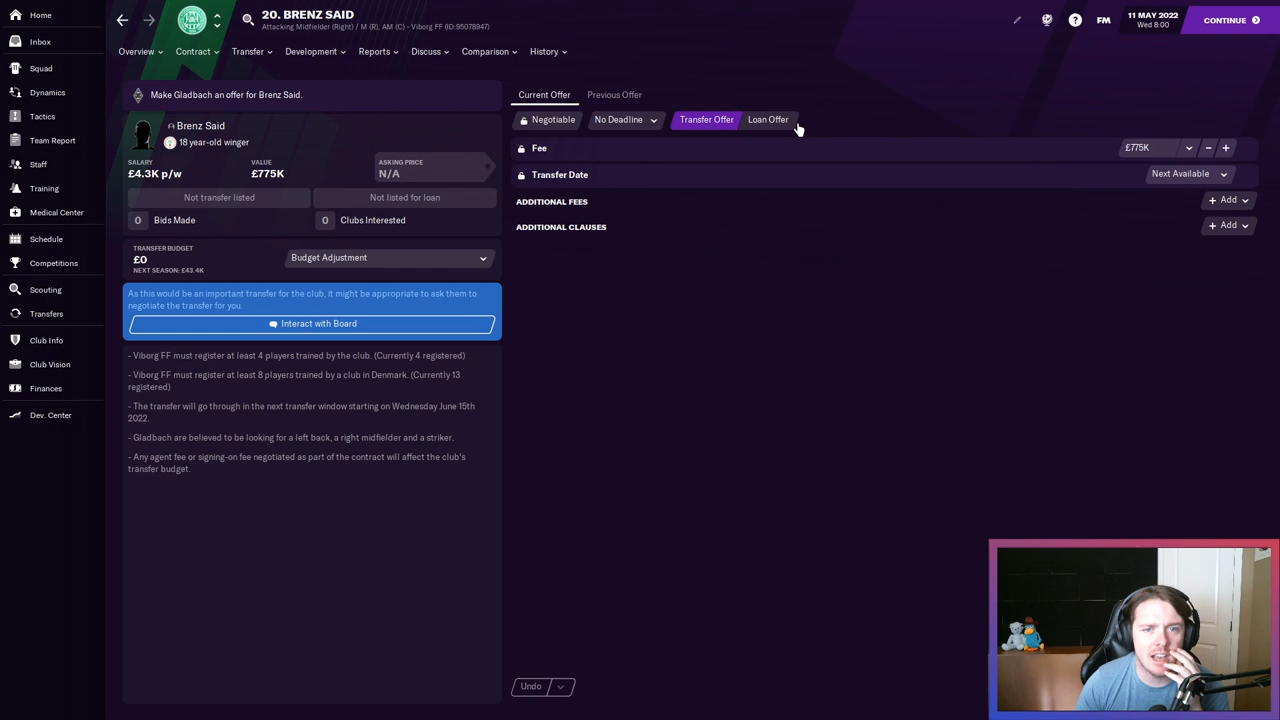 Home
Inbox
Squad
Dynamics
Tactics
Team Report
Staff
Training
Medical Center
Schedule
Competitions
Scouting
Transfers
Club Info
Club Vision
Finances
Dev. Center
20. BRENZ SAID
Attacking Midfielder (Right) / M (R), AM (C) - Viborg FF (ID:95078947)
FM
11 MAY 2022
Wed 8:00
CONTINUE
Overview
Contract
Transfer
Development
Reports
Discuss
Comparison
History
Make Gladbach an offer for Brenz Said.
Brenz Said
18 year-old winger
SALARY
£4.3K p/w
VALUE
£775K
ASKING PRICE
N/A
Not transfer listed
Not listed for loan
0 Bids Made
0 Clubs Interested
TRANSFER BUDGET
£0
NEXT SEASON: £43.4K
Budget Adjustment
As this would be an important transfer for the club, it might be appropriate to ask them to
negotiate the transfer for you.
Interact with Board
- Viborg FF must register at least 4 players trained by the club. (Currently 4 registered)
- Viborg FF must register at least 8 players trained by a club in Denmark. (Currently 13
registered)
- The transfer will go through in the next transfer window starting on Wednesday June 15th
2022.
- Gladbach are believed to be looking for a left back, a right midfielder and a striker.
- Any agent fee or signing-on fee negotiated as part of the contract will affect the club's
transfer budget.
Current Offer
Previous Offer
Negotiable
No Deadline
Transfer Offer
Loan Offer
Fee
£775K
Transfer Date
Next Available
ADDITIONAL FEES
Add
ADDITIONAL CLAUSES
Add
Undo